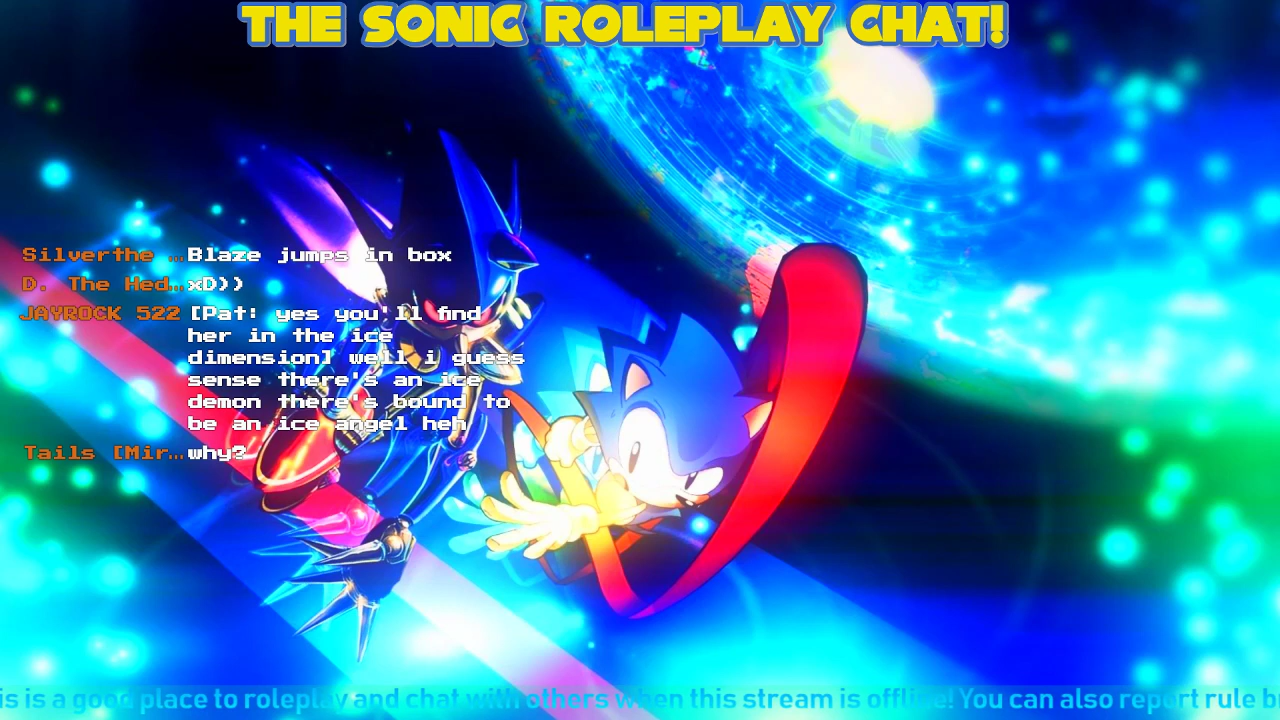 THE SONIC ROLEPLAY CHAT!
Silverthe ... Blaze jumps in box
D. The Hed... xD))
JAYROCK 522 [Pat: yes you'll find
her in the ice
dimension] well i guess
sense there's an ice
demon there's bound to
be an ice angel heh
Tails [Mir... why?
is is a good place to roleplay and chat with others when this stream is offline! You can also report rule b